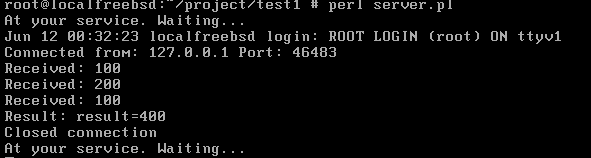 root@localfreebsd:~/project/test1 # perl server.pl
At your service. Waiting...
Jun 12 00:32:23 localfreebsd login: ROOT LOGIN (root) ON ttyv1
Connected from: 127.0.0.1 Port: 46483
Received: 100
Received: 200
Received: 100
Result: result=400
Closed connection
At your service. Waiting...